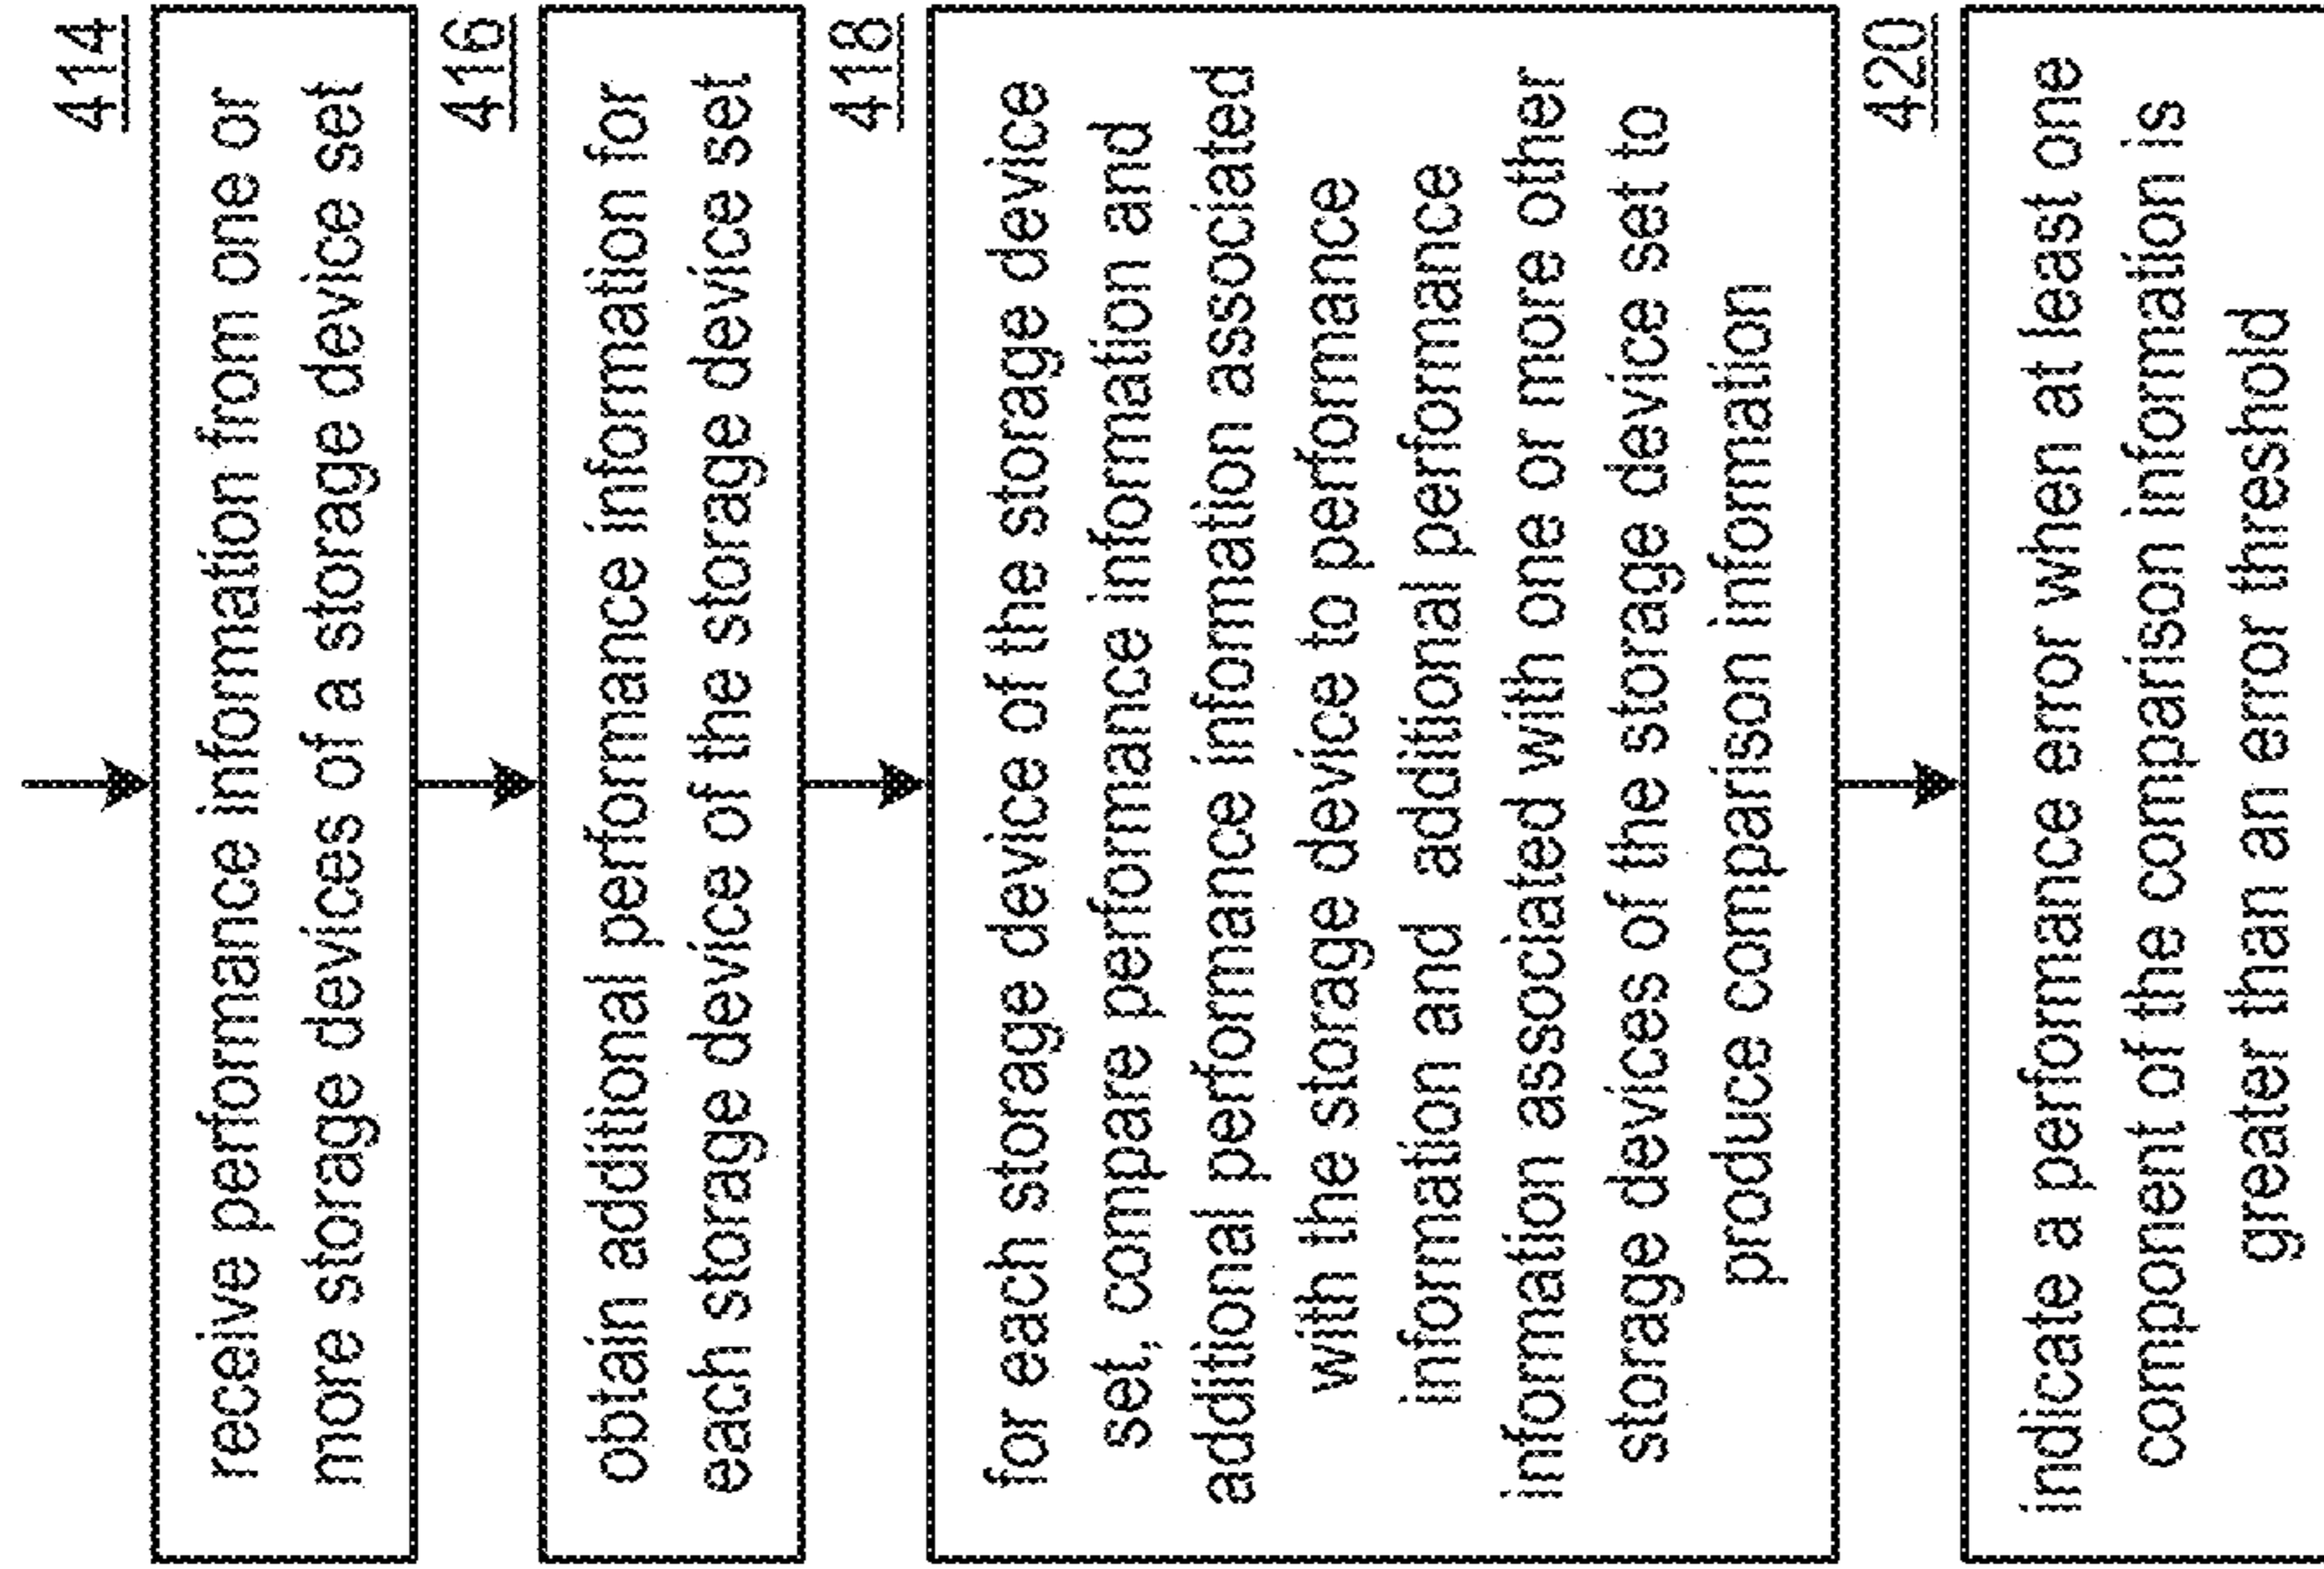 414
receive performance information from one or
more storage devices of a storage device set
416
obtain additional performance information for
each storage device of the storage device set
418
for each storage device of the storage device
set, compare performance information and
additional performance information associated
with the storage device to performance
information and additional performance
information associated with one or more other
storage devices of the storage device set to
produce comparison information
420
indicate a performance error when at least one
component of the comparison information is
greater than an error threshold